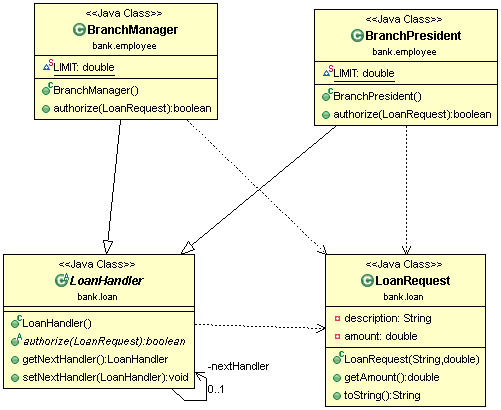 <<Java Class>>
BranchManager
bank.employee
LIMIT: double
BranchManager()
authorize(LoanRequest):boolean
<<Java Class>>
BranchPresident
bank.employee
LIMIT: double
BranchPresident()
authorize(LoanRequest):boolean
<<Java Class>>
LoanHandler
bank.loan
LoanHandler()
authorize(LoanRequest):boolean
getNextHandler():LoanHandler
setNextHandler(LoanHandler):void
-nextHandler
0..1
<<Java Class>>
LoanRequest
bank.loan
description: String
amount: double
LoanRequest(String,double)
getAmount():double
toString():String